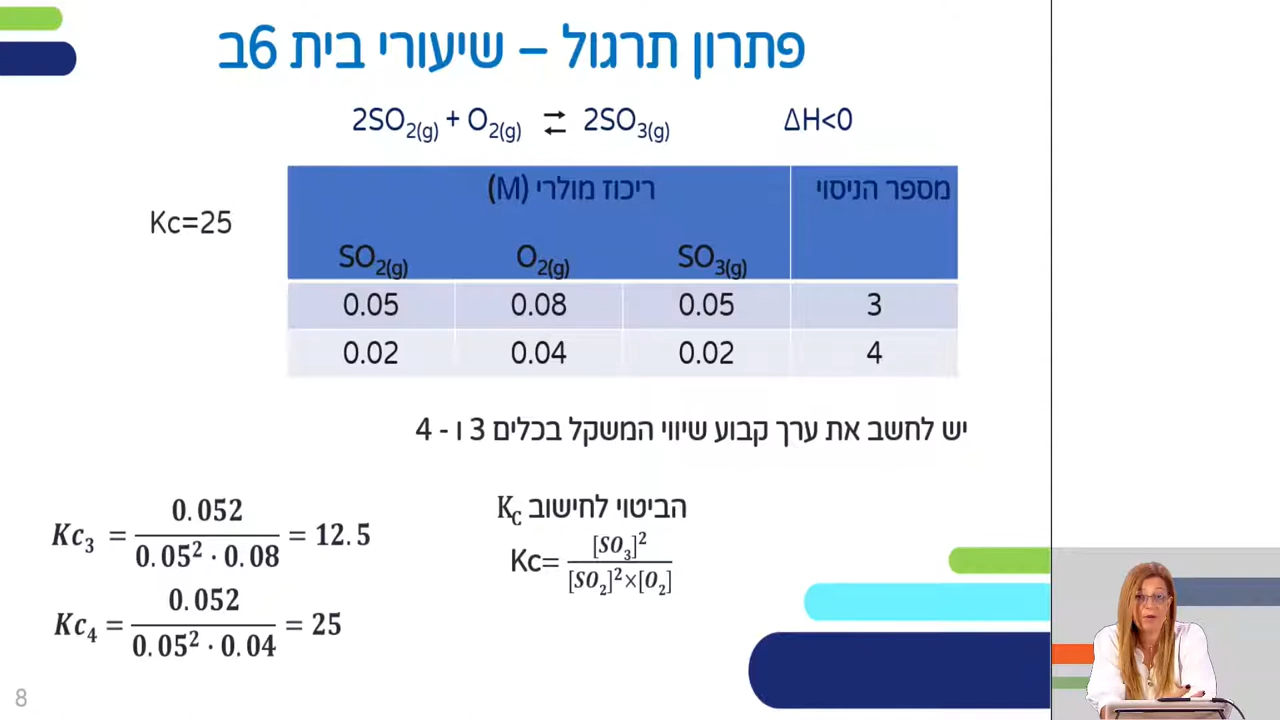 פתרון תרגול – שיעורי בית 6ב
2SO2(g) + O2(g) ⇄ 2SO3(g) ΔH<0
Kc=25
ריכוז מולרי (M) מספר הניסוי
SO2(g) O2(g) SO3(g)
0.05 0.08 0.05 3
0.02 0.04 0.02 4
יש לחשב את ערך קבוע שיווי המשקל בכלים 3 ו - 4
הביטוי לחישוב KC
Kc= [SO3]² / [SO2]²×[O2]
Kc3 = 0.052 / 0.05² · 0.08 = 12.5
Kc4 = 0.052 / 0.05² · 0.04 = 25
8